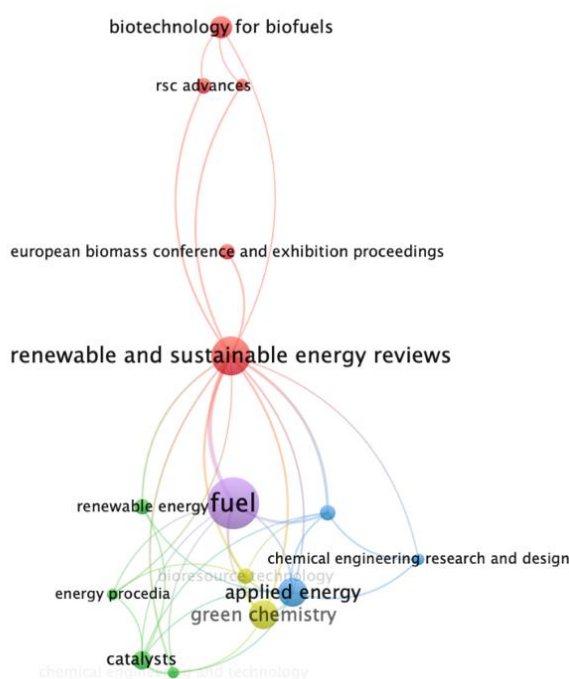 biotechnology for biofuels
rsc advances
european biomass conference and exhibition proceedings
renewable and sustainable energy reviews
renewable energy
fuel
chemical engineering research and design
bioresource technology
energy procedia
applied energy
green chemistry
catalysts
chemical engineering and technology